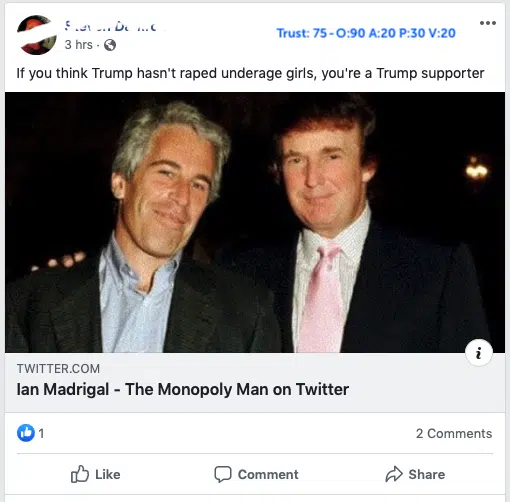 Trust: 75 - O:90 A:20 P:30 V:20
3 hrs ·
If you think Trump hasn't raped underage girls, you're a Trump supporter
TWITTER.COM
Ian Madrigal - The Monopoly Man on Twitter
1 2 Comments
Like Comment Share